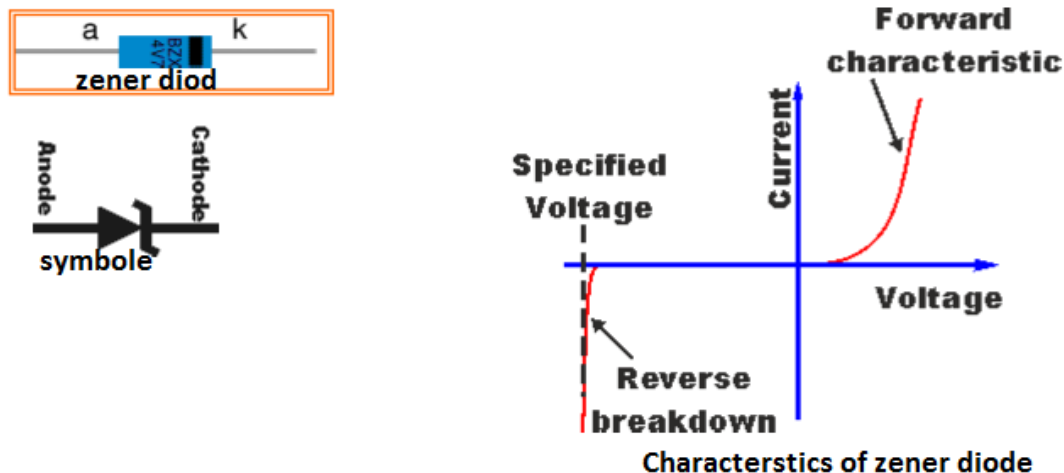 a k
BZX
4V7
zener diod
Anode
Cathode
symbole
Forward
characteristic
Current
Specified
Voltage
Voltage
Reverse
breakdown
Characterstics of zener diode